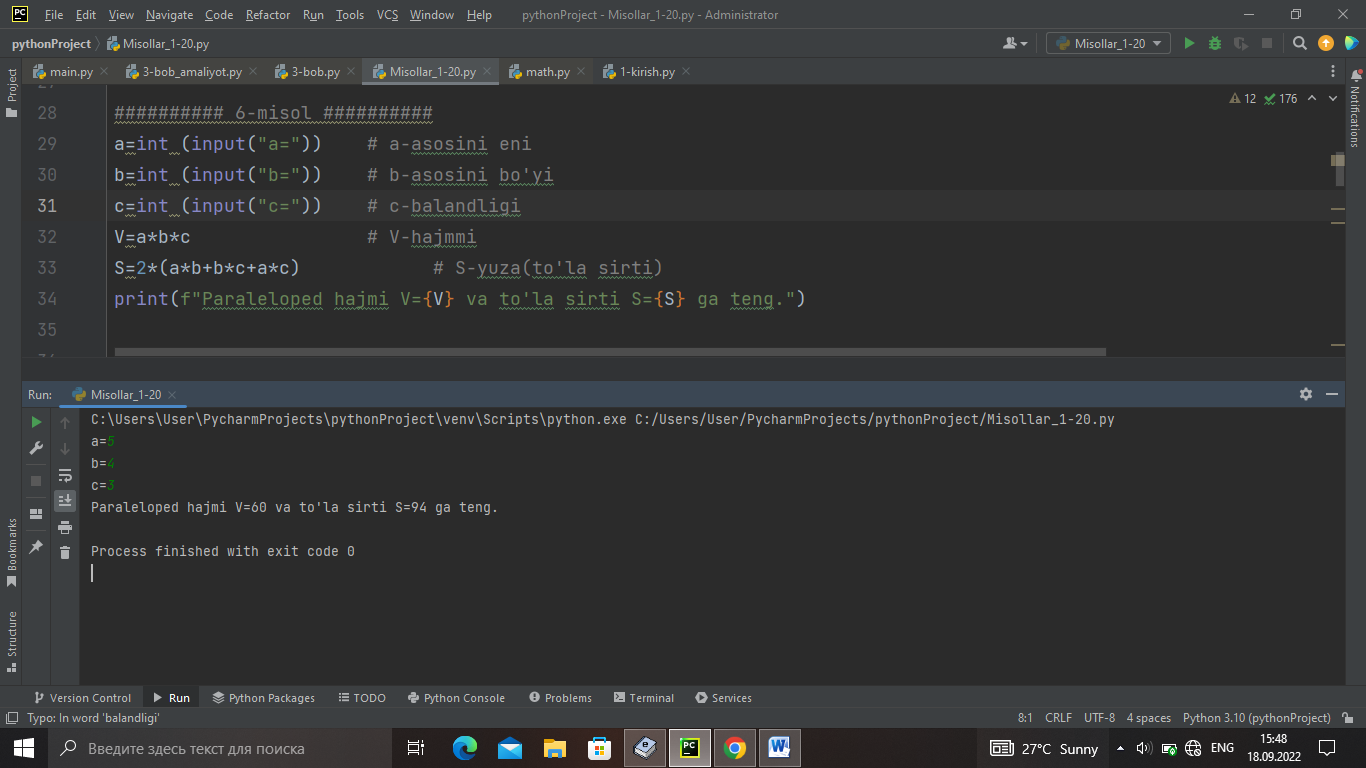 PC File Edit View Navigate Code Refactor Run Tools VCS Window Help pythonProject - Misollar_1-20.py - Administrator
pythonProject Misollar_1-20.py Misollar_1-20
main.py 3-bob_amaliyot.py 3-bob.py Misollar_1-20.py math.py 1-kirish.py
Project
Notifications
12 176
28 ########## 6-misol ##########
29 a=int (input("a=")) # a-asosini eni
30 b=int (input("b=")) # b-asosini bo'yi
31 c=int (input("c=")) # c-balandligi
32 V=a*b*c # V-hajmmi
33 S=2*(a*b+b*c+a*c) # S-yuza(to'la sirti)
34 print(f"Paraleloped hajmi V={V} va to'la sirti S={S} ga teng.")
35
Run: Misollar_1-20
C:\Users\User\PycharmProjects\pythonProject\venv\Scripts\python.exe C:/Users/User/PycharmProjects/pythonProject/Misollar_1-20.py
a=5
b=4
c=3
Paraleloped hajmi V=60 va to'la sirti S=94 ga teng.
Process finished with exit code 0
Bookmarks
Structure
Version Control Run Python Packages TODO Python Console Problems Terminal Services
Typo: In word 'balandligi' 8:1 CRLF UTF-8 4 spaces Python 3.10 (pythonProject)
Введите здесь текст для поиска PC W 27°C Sunny ENG 15:48
18.09.2022